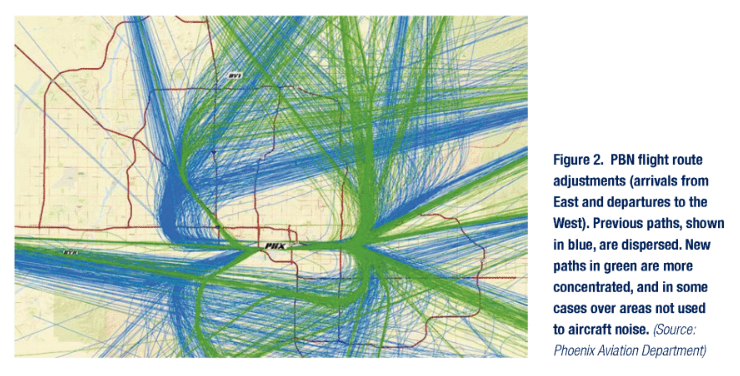 DVT
PHX
Figure 2. PBN flight route
adjustments (arrivals from
East and departures to the
West). Previous paths, shown
in blue, are dispersed. New
paths in green are more
concentrated, and in some
cases over areas not used
to aircraft noise. (Source:
Phoenix Aviation Department)